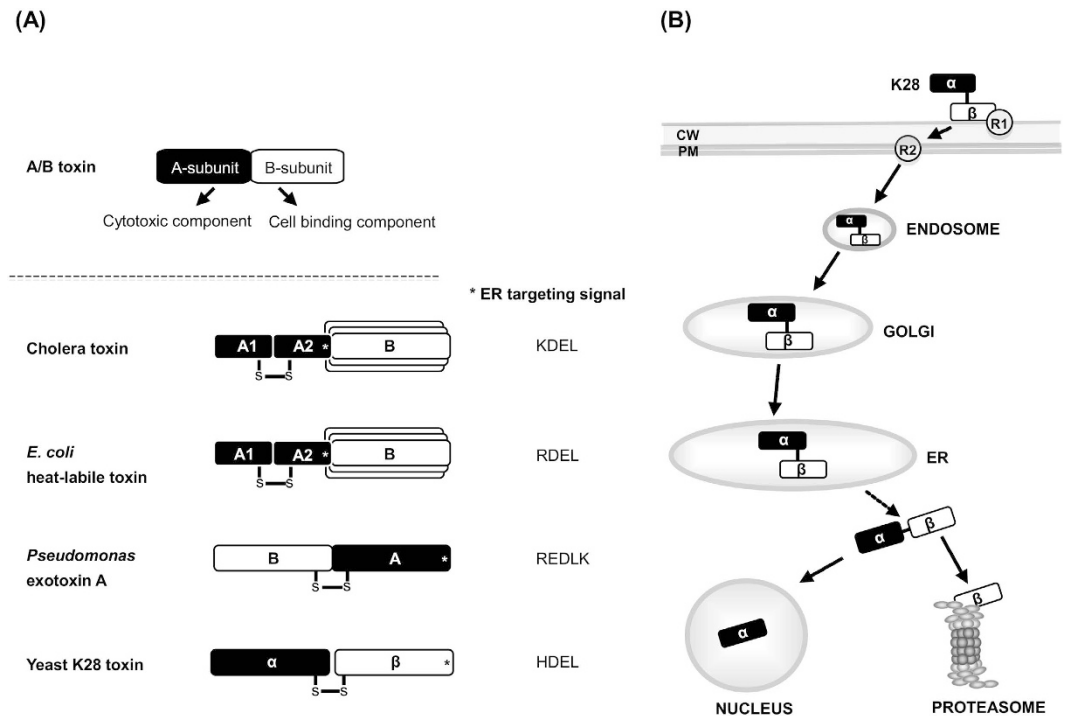 (A)
A/B toxin
A-subunit B-subunit
Cytotoxic component Cell binding component
* ER targeting signal
Cholera toxin A1 A2 * B KDEL
S S
E. coli
heat-labile toxin A1 A2 * B RDEL
S S
Pseudomonas
exotoxin A B A * REDLK
S S
Yeast K28 toxin α β * HDEL
S S
(B)
K28 α
β R1
CW
PM R2
α
β
ENDOSOME
α
β
GOLGI
α
β
ER
α β
β
α
NUCLEUS
PROTEASOME